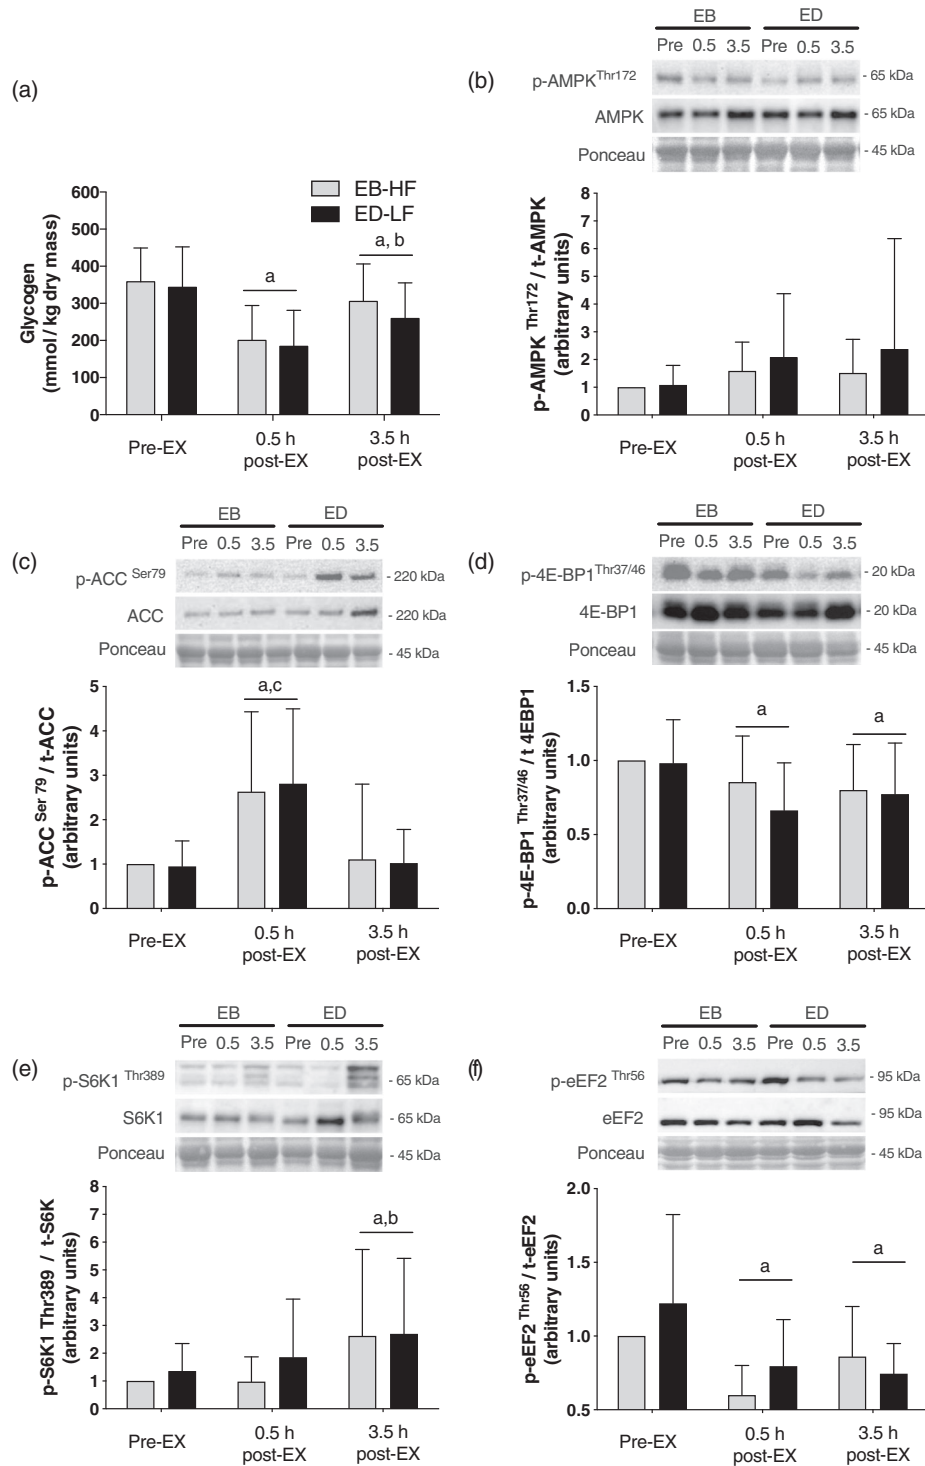 (a)
Glycogen
(mmol / kg dry mass)
600
500
400
300
200
100
0
EB-HF
ED-LF
a
a, b
Pre-EX
0.5 h
post-EX
3.5 h
post-EX
(b)
EB ED
Pre 0.5 3.5 Pre 0.5 3.5
p-AMPK Thr172 - 65 kDa
AMPK - 65 kDa
Ponceau - 45 kDa
p-AMPK Thr172 / t-AMPK
(arbitrary units)
8
7
6
5
4
3
2
1
0
Pre-EX
0.5 h
post-EX
3.5 h
post-EX
(c)
EB ED
Pre 0.5 3.5 Pre 0.5 3.5
p-ACC Ser79 - 220 kDa
ACC - 220 kDa
Ponceau - 45 kDa
p-ACC Ser 79 / t-ACC
(arbitrary units)
5
4
3
2
1
0
a,c
Pre-EX
0.5 h
post-EX
3.5 h
post-EX
(d)
EB ED
Pre 0.5 3.5 Pre 0.5 3.5
p-4E-BP1 Thr37/46 - 20 kDa
4E-BP1 - 20 kDa
Ponceau - 45 kDa
p-4E-BP1 Thr37/46 / t 4EBP1
(arbitrary units)
1.5
1.0
0.5
0.0
a
a
Pre-EX
0.5 h
post-EX
3.5 h
post-EX
(e)
EB ED
Pre 0.5 3.5 Pre 0.5 3.5
p-S6K1 Thr389 - 65 kDa
S6K1 - 65 kDa
Ponceau - 45 kDa
p-S6K1 Thr389 / t-S6K
(arbitrary units)
8
7
6
5
4
3
2
1
0
a,b
Pre-EX
0.5 h
post-EX
3.5 h
post-EX
(f)
EB ED
Pre 0.5 3.5 Pre 0.5 3.5
p-eEF2 Thr56 - 95 kDa
eEF2 - 95 kDa
Ponceau - 45 kDa
p-eEF2 Thr56 / t-eEF2
(arbitrary units)
2.0
1.5
1.0
0.5
a
a
Pre-EX
0.5 h
post-EX
3.5 h
post-EX